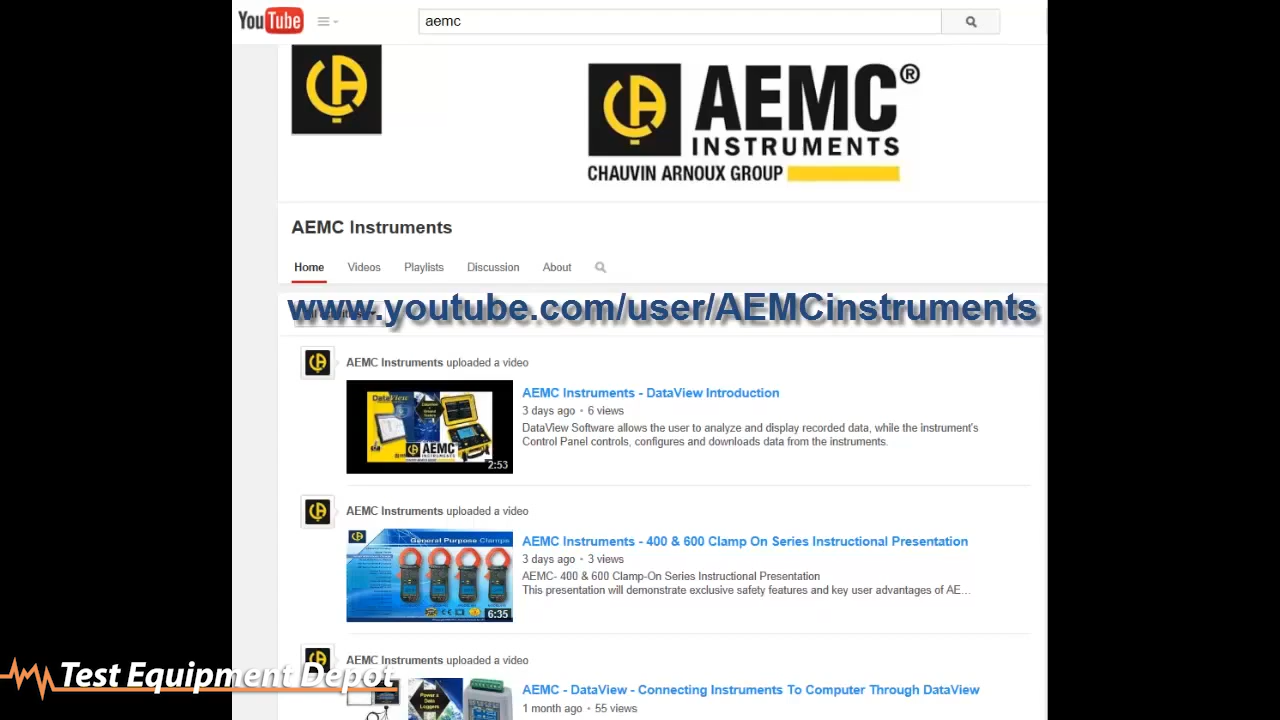 YouTube
aemc
AEMC®
INSTRUMENTS
CHAUVIN ARNOUX GROUP
AEMC Instruments
Home Videos Playlists Discussion About
www.youtube.com/user/AEMCinstruments
AEMC Instruments uploaded a video
DataView
AEMC
INSTRUMENTS
2:53
AEMC Instruments - DataView Introduction
3 days ago • 6 views
DataView Software allows the user to analyze and display recorded data, while the instrument's
Control Panel controls, configures and downloads data from the instruments.
AEMC Instruments uploaded a video
General Purpose Clamps
6:35
AEMC Instruments - 400 & 600 Clamp On Series Instructional Presentation
3 days ago • 3 views
AEMC- 400 & 600 Clamp-On Series Instructional Presentation
This presentation will demonstrate exclusive safety features and key user advantages of AE...
AEMC Instruments uploaded a video
Test Equipment Depot
Power &
Data
Loggers
AEMC - DataView - Connecting Instruments To Computer Through DataView
1 month ago • 55 views